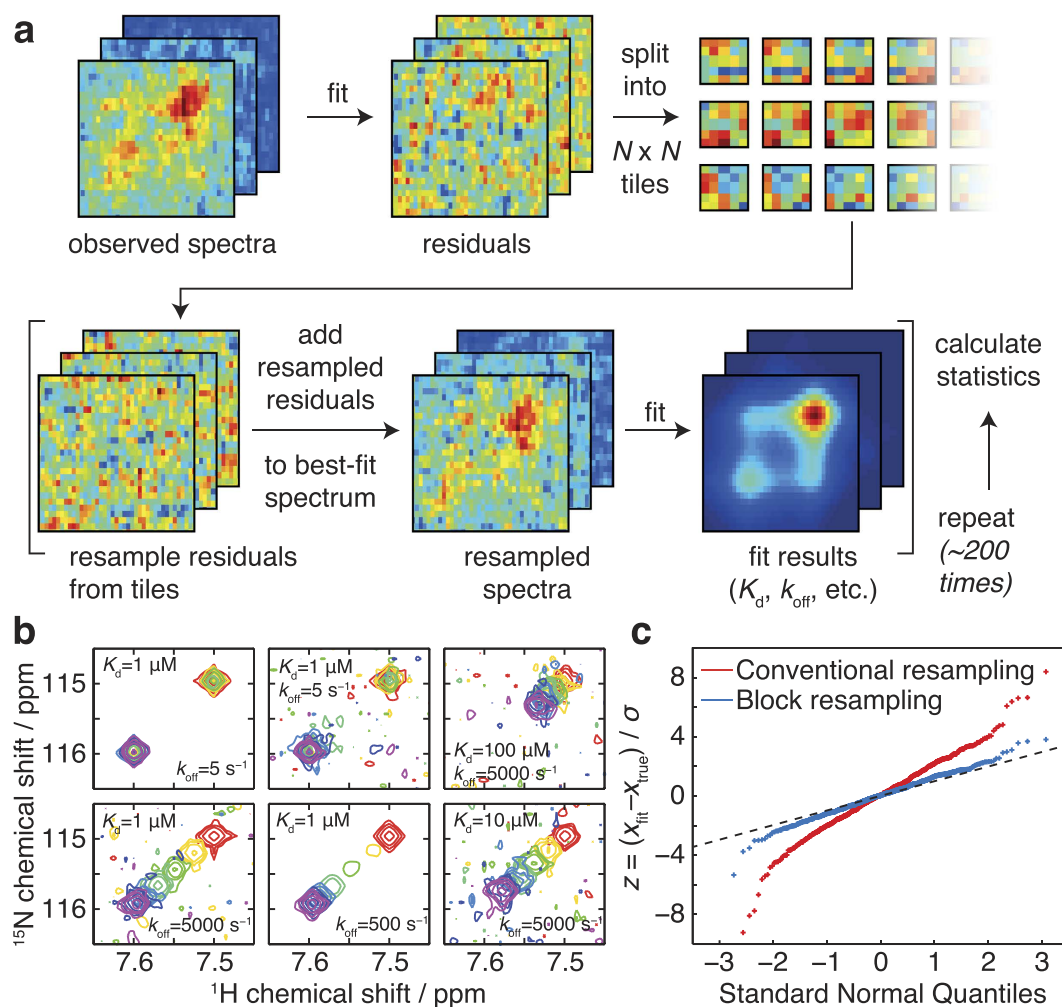 a
observed spectra
fit
residuals
split
into
N x N
tiles
resample residuals
from tiles
add
resampled
residuals
to best-fit
spectrum
resampled
spectra
fit
fit results
(Kd, koff, etc.)
calculate
statistics
repeat
(~200
times)
b
15N chemical shift / ppm
115
116
115
116
Kd=1 µM
koff=5 s–1
Kd=1 µM
koff=5 s–1
Kd=100 µM
koff=5000 s–1
Kd=1 µM
koff=5000 s–1
Kd=1 µM
koff=500 s–1
Kd=10 µM
koff=5000 s–1
7.6 7.5 7.6 7.5 7.6 7.5
1H chemical shift / ppm
c
Conventional resampling
Block resampling
z = (xfit–xtrue) / σ
8
4
0
−4
−8
−3 −2 −1 0 1 2 3
Standard Normal Quantiles